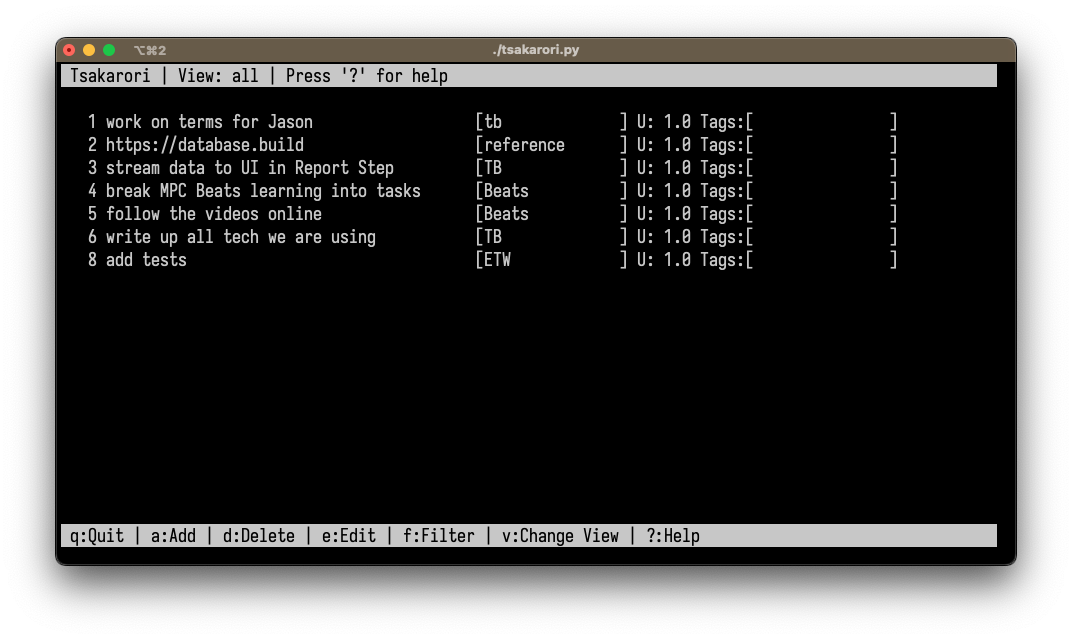 ⌥⌘2 ./tsakarori.py
Tsakarori | View: all | Press '?' for help
1 work on terms for Jason [tb ] U: 1.0 Tags:[ ]
2 https://database.build [reference ] U: 1.0 Tags:[ ]
3 stream data to UI in Report Step [TB ] U: 1.0 Tags:[ ]
4 break MPC Beats learning into tasks [Beats ] U: 1.0 Tags:[ ]
5 follow the videos online [Beats ] U: 1.0 Tags:[ ]
6 write up all tech we are using [TB ] U: 1.0 Tags:[ ]
8 add tests [ETW ] U: 1.0 Tags:[ ]
q:Quit | a:Add | d:Delete | e:Edit | f:Filter | v:Change View | ?:Help